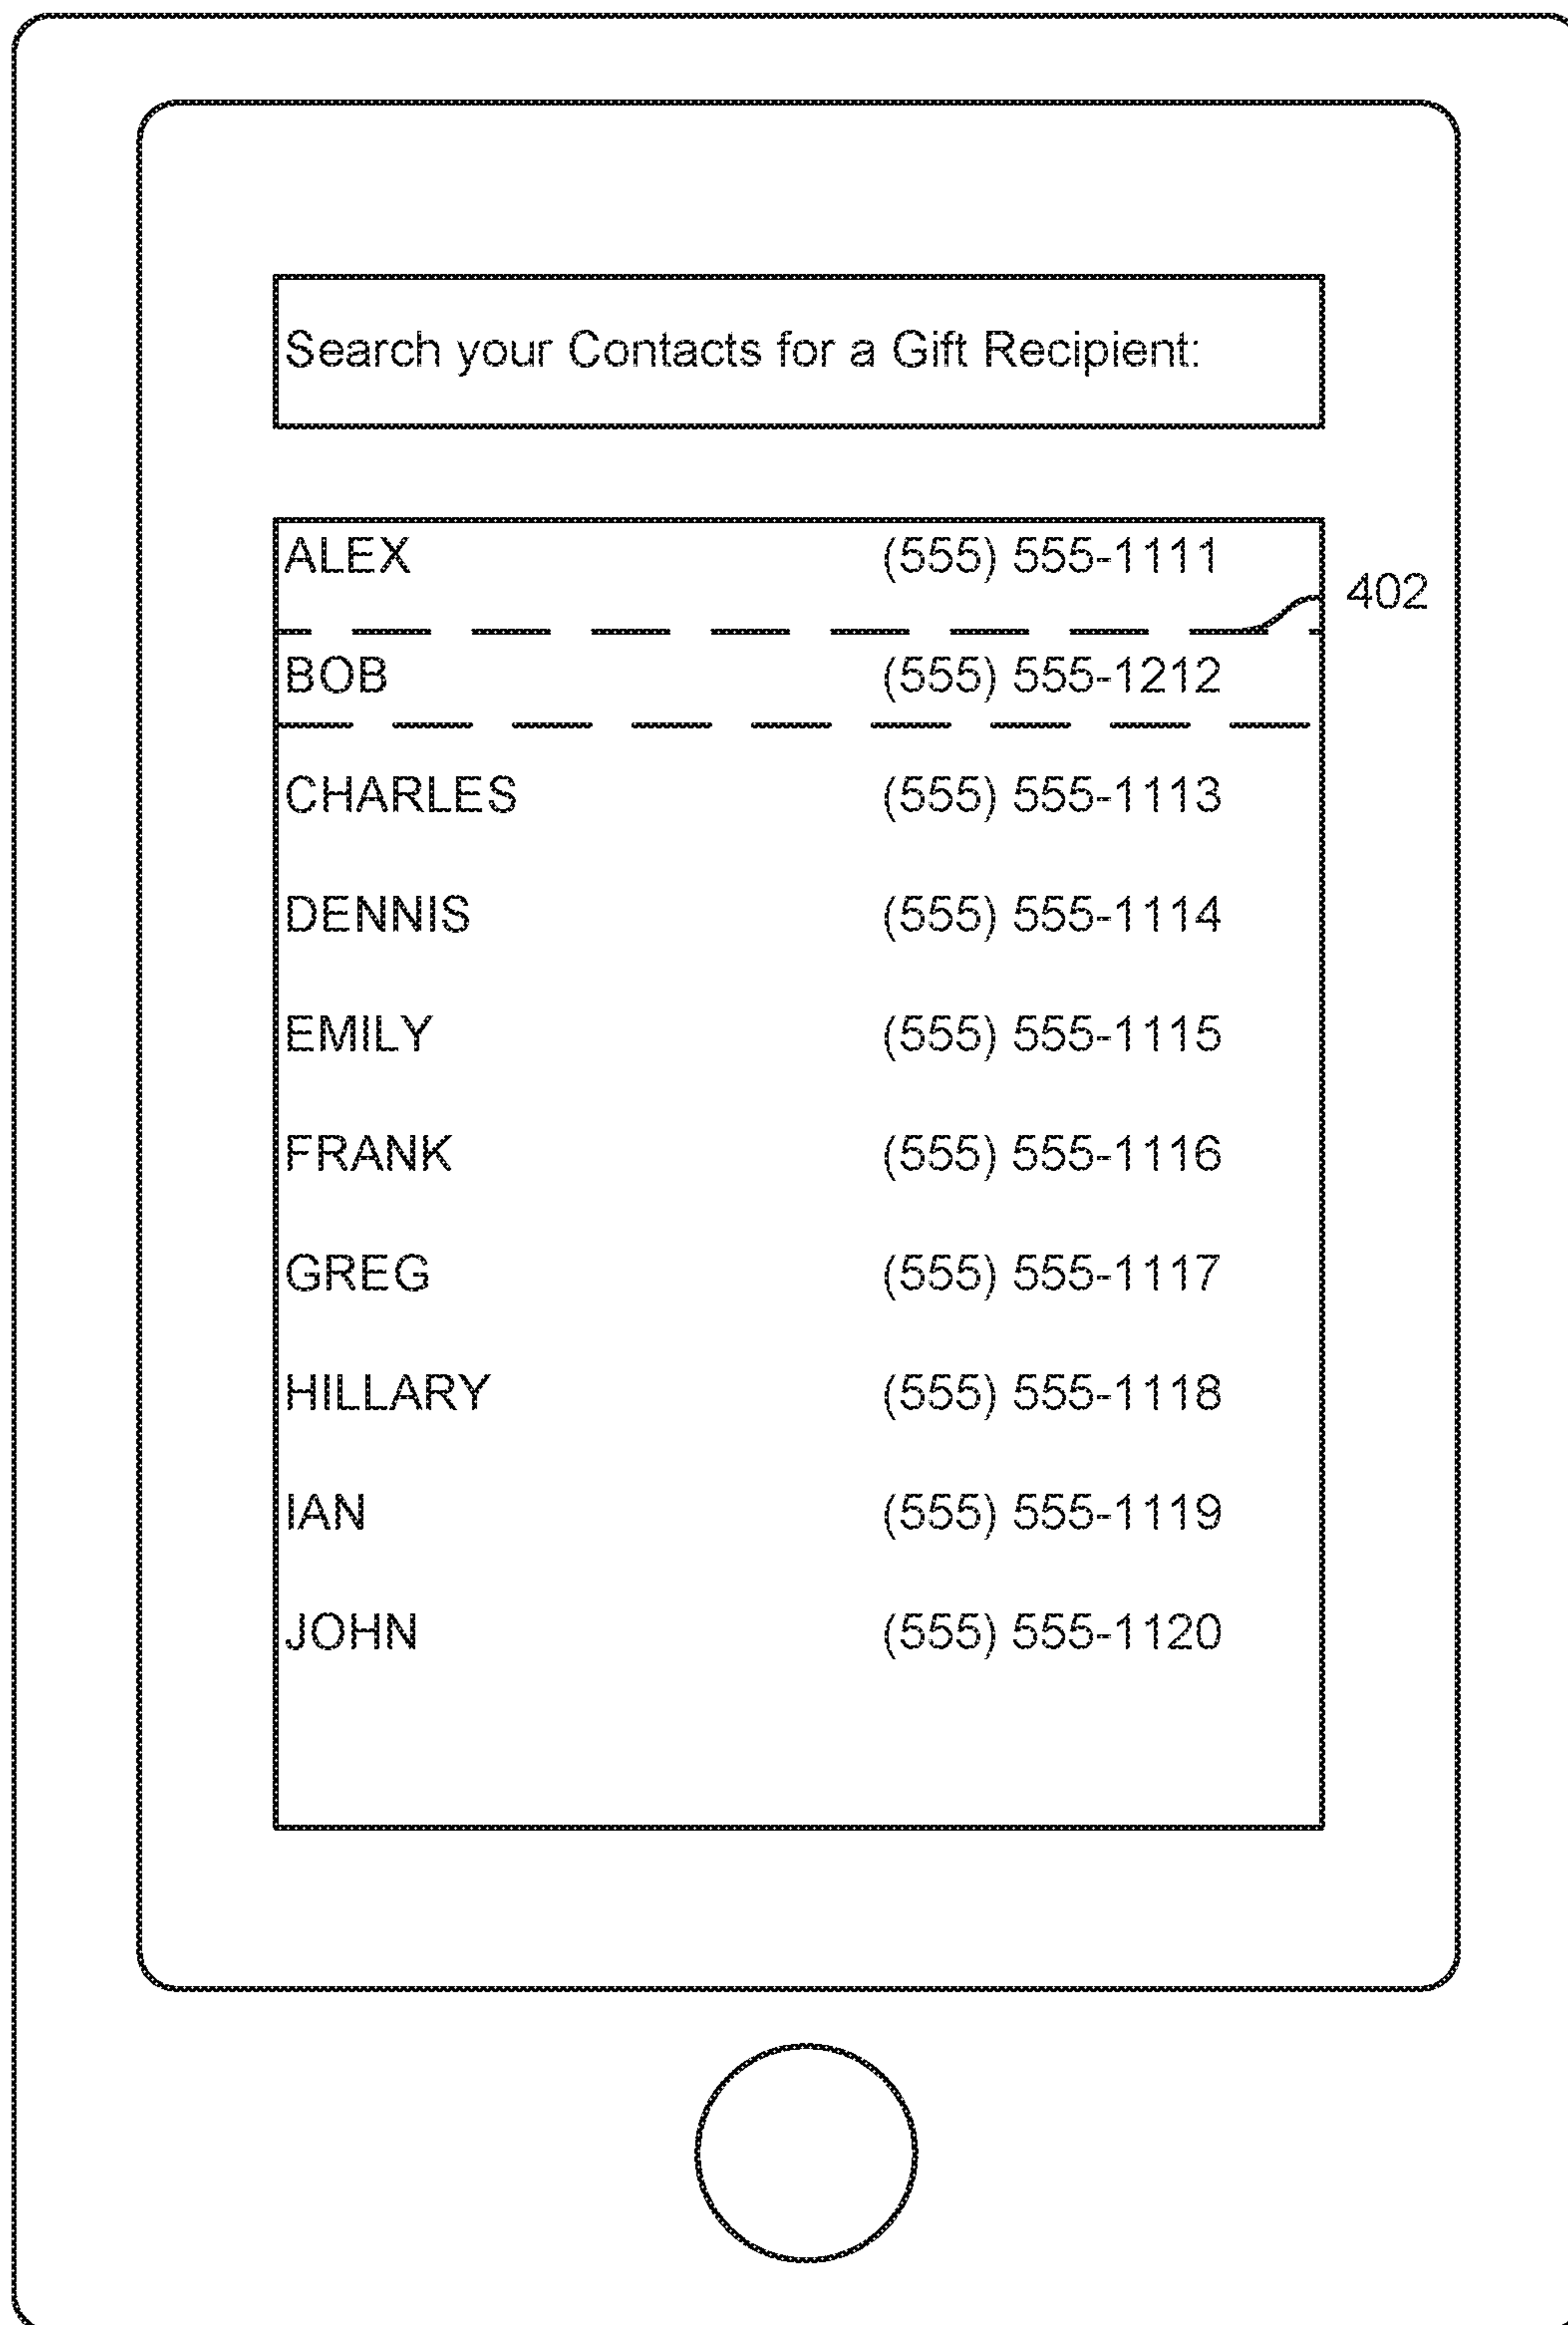 Search your Contacts for a Gift Recipient:
ALEX (555) 555-1111
402
BOB (555) 555-1212
CHARLES (555) 555-1113
DENNIS (555) 555-1114
EMILY (555) 555-1115
FRANK (555) 555-1116
GREG (555) 555-1117
HILLARY (555) 555-1118
IAN (555) 555-1119
JOHN (555) 555-1120